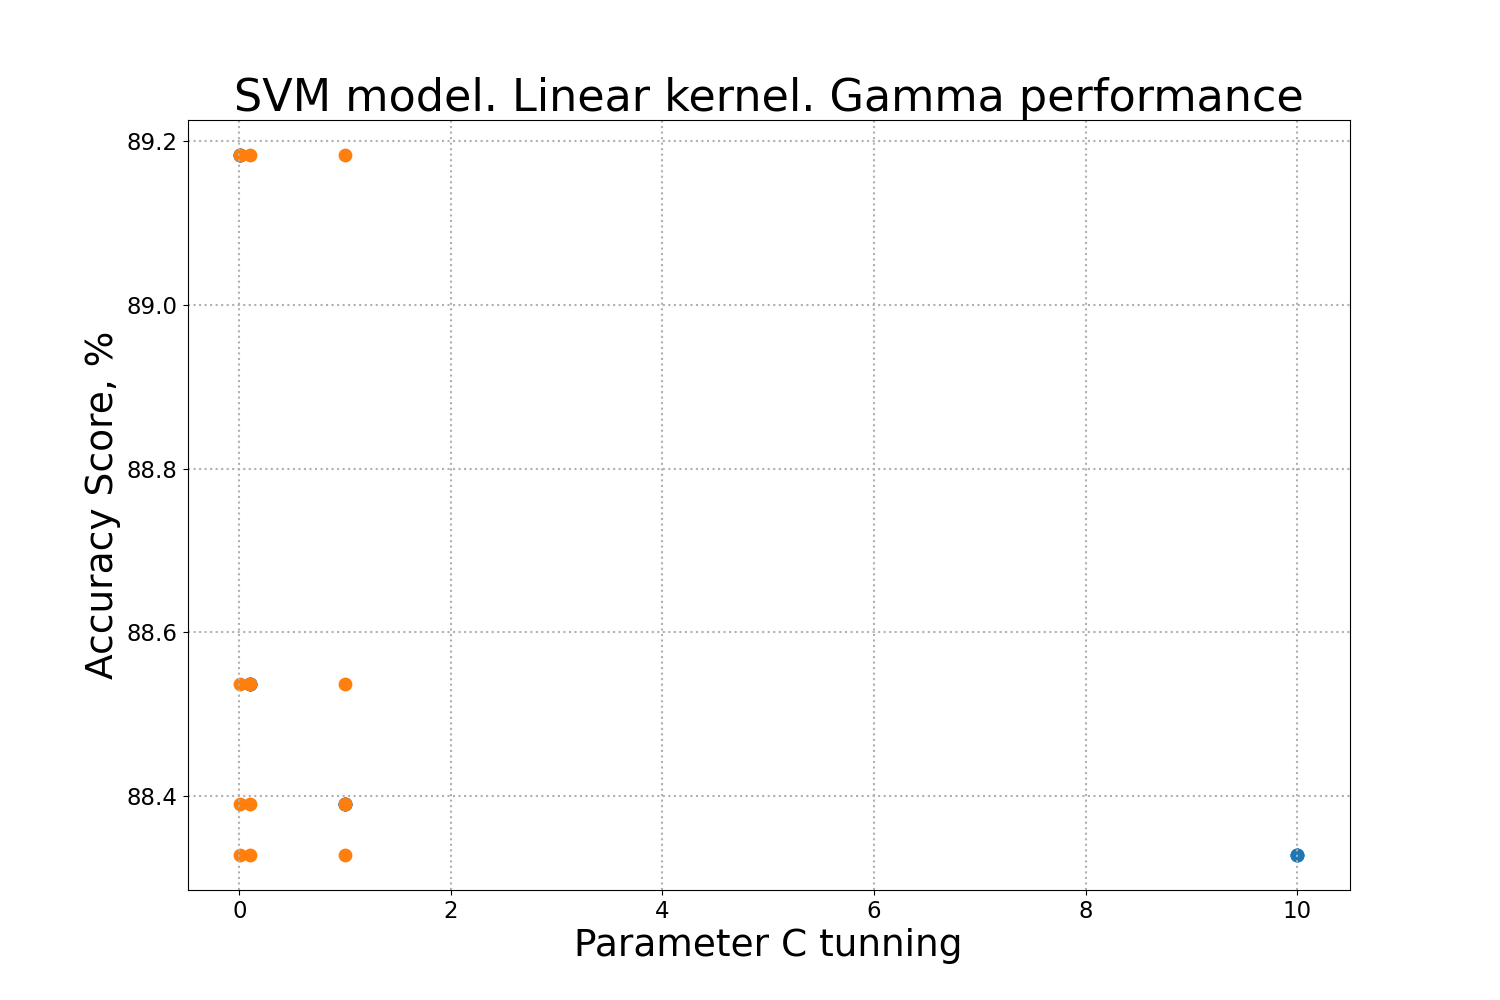 SVM model. Linear kernel. Gamma performance
89.2
89.0
88.8
88.6
88.4
Accuracy Score, %
0 2 4 6 8 10
Parameter C tunning